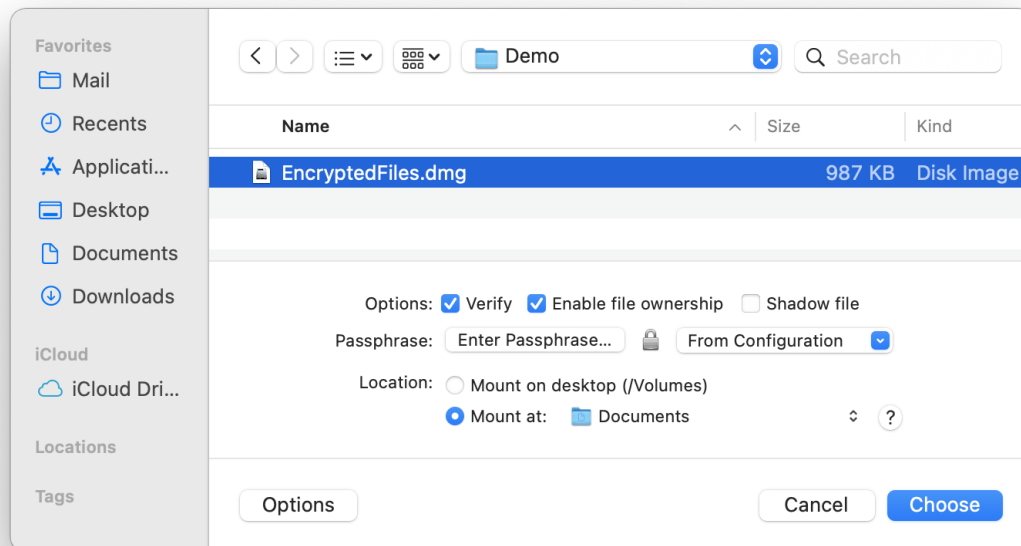 Favorites
Mail
Recents
Applicati...
Desktop
Documents
Downloads
iCloud
iCloud Dri...
Locations
Tags
Demo
Search
Name Size Kind
EncryptedFiles.dmg 987 KB Disk Image
Options: Verify Enable file ownership Shadow file
Passphrase: Enter Passphrase... From Configuration
Location: Mount on desktop (/Volumes)
Mount at: Documents ?
Options Cancel Choose